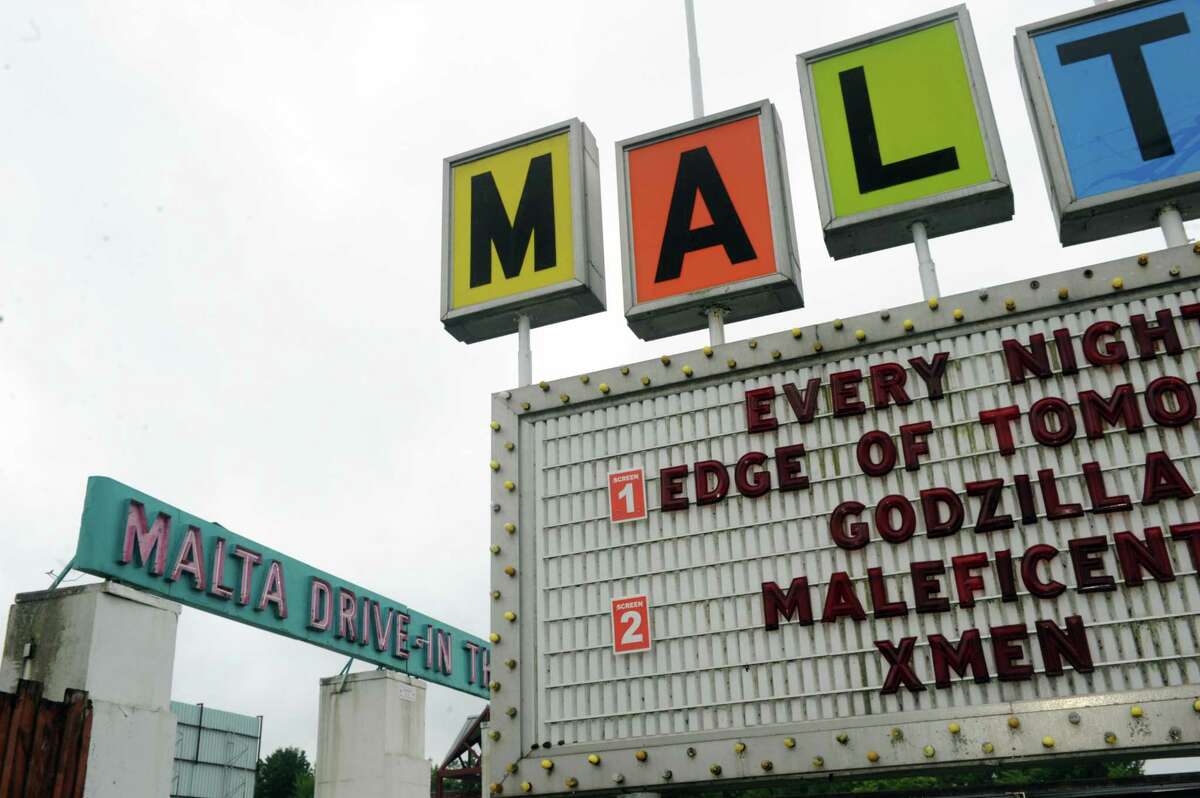 MALT
EVERY NIGHT
SCREEN 1 EDGE OF TOMO
GODZILLA
SCREEN 2 MALEFICENT
XMEN
MALTA DRIVE-IN TH